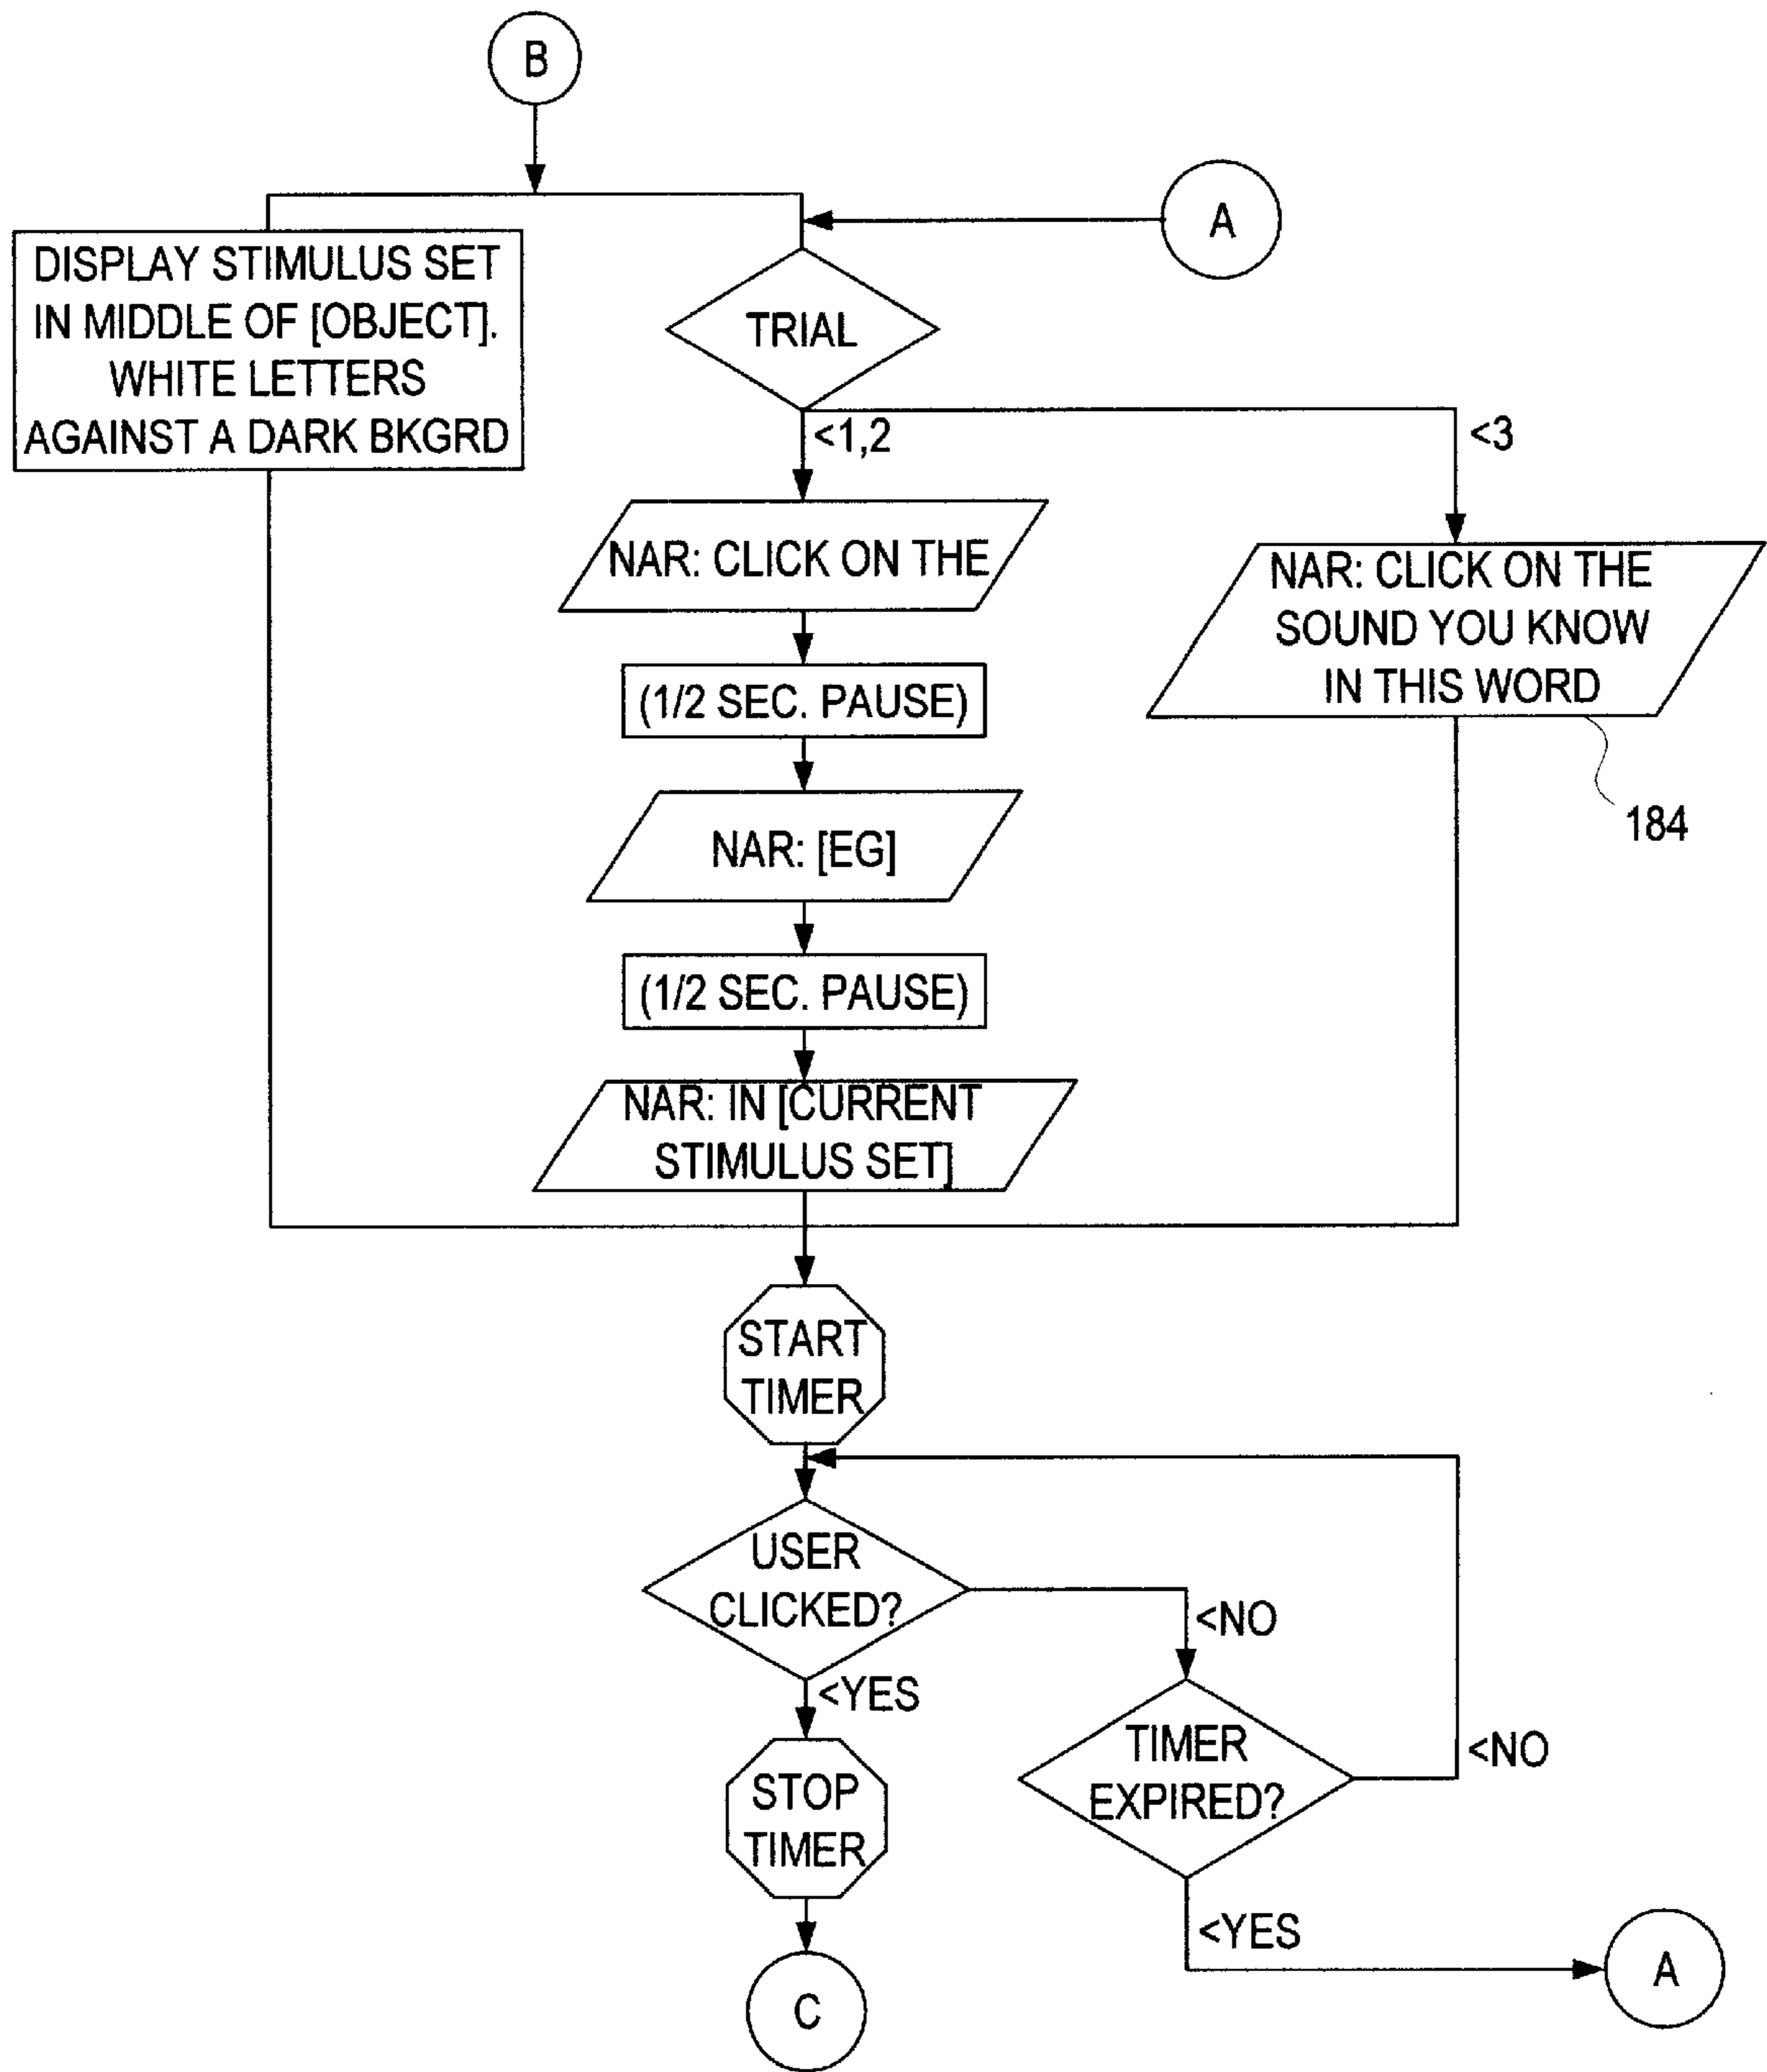 B
A
DISPLAY STIMULUS SET
IN MIDDLE OF [OBJECT].
WHITE LETTERS
AGAINST A DARK BKGRD
TRIAL
<1,2
<3
NAR: CLICK ON THE
NAR: CLICK ON THE
SOUND YOU KNOW
IN THIS WORD
(1/2 SEC. PAUSE)
184
NAR: [EG]
(1/2 SEC. PAUSE)
NAR: IN [CURRENT
STIMULUS SET]
START
TIMER
USER
CLICKED?
<NO
<YES
TIMER
EXPIRED?
<NO
STOP
TIMER
<YES
A
C